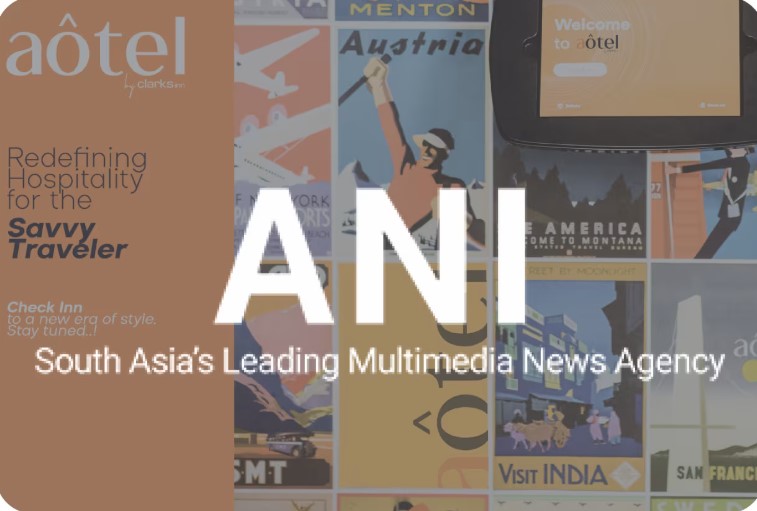 aôtel
by clarks inn
Redefining
Hospitality
for the
Savvy
Traveler
Check Inn
to a new era of style.
Stay tuned..!
MENTON
Austria
Welcome
to aôtel
NEW YORK
AMERICA
COME TO MONTANA
ANI
South Asia's Leading Multimedia News Agency
aôtel
VISIT INDIA
SAN FRANC